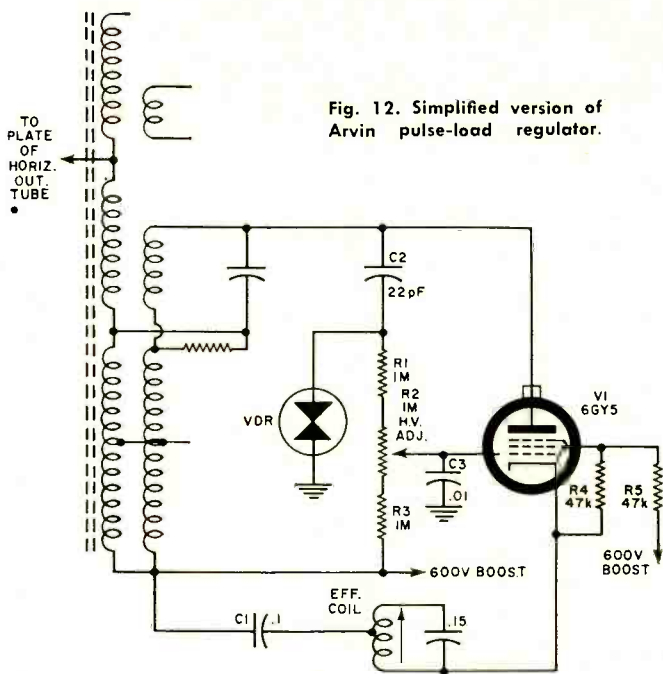 Fig. 12. Simplified version of
Arvin pulse-load regulator.
TO
PLATE
OF
HORIZ.
OUT.
TUBE
C2
22pF
R1
1M
R2
1M
H.V.
ADJ.
VDR
C3
.01
R3
1M
V1
6GY5
R4
47k
R5
47k
600V BOOST
600V
BOOST
EFF.
COIL
C1
.1
.15